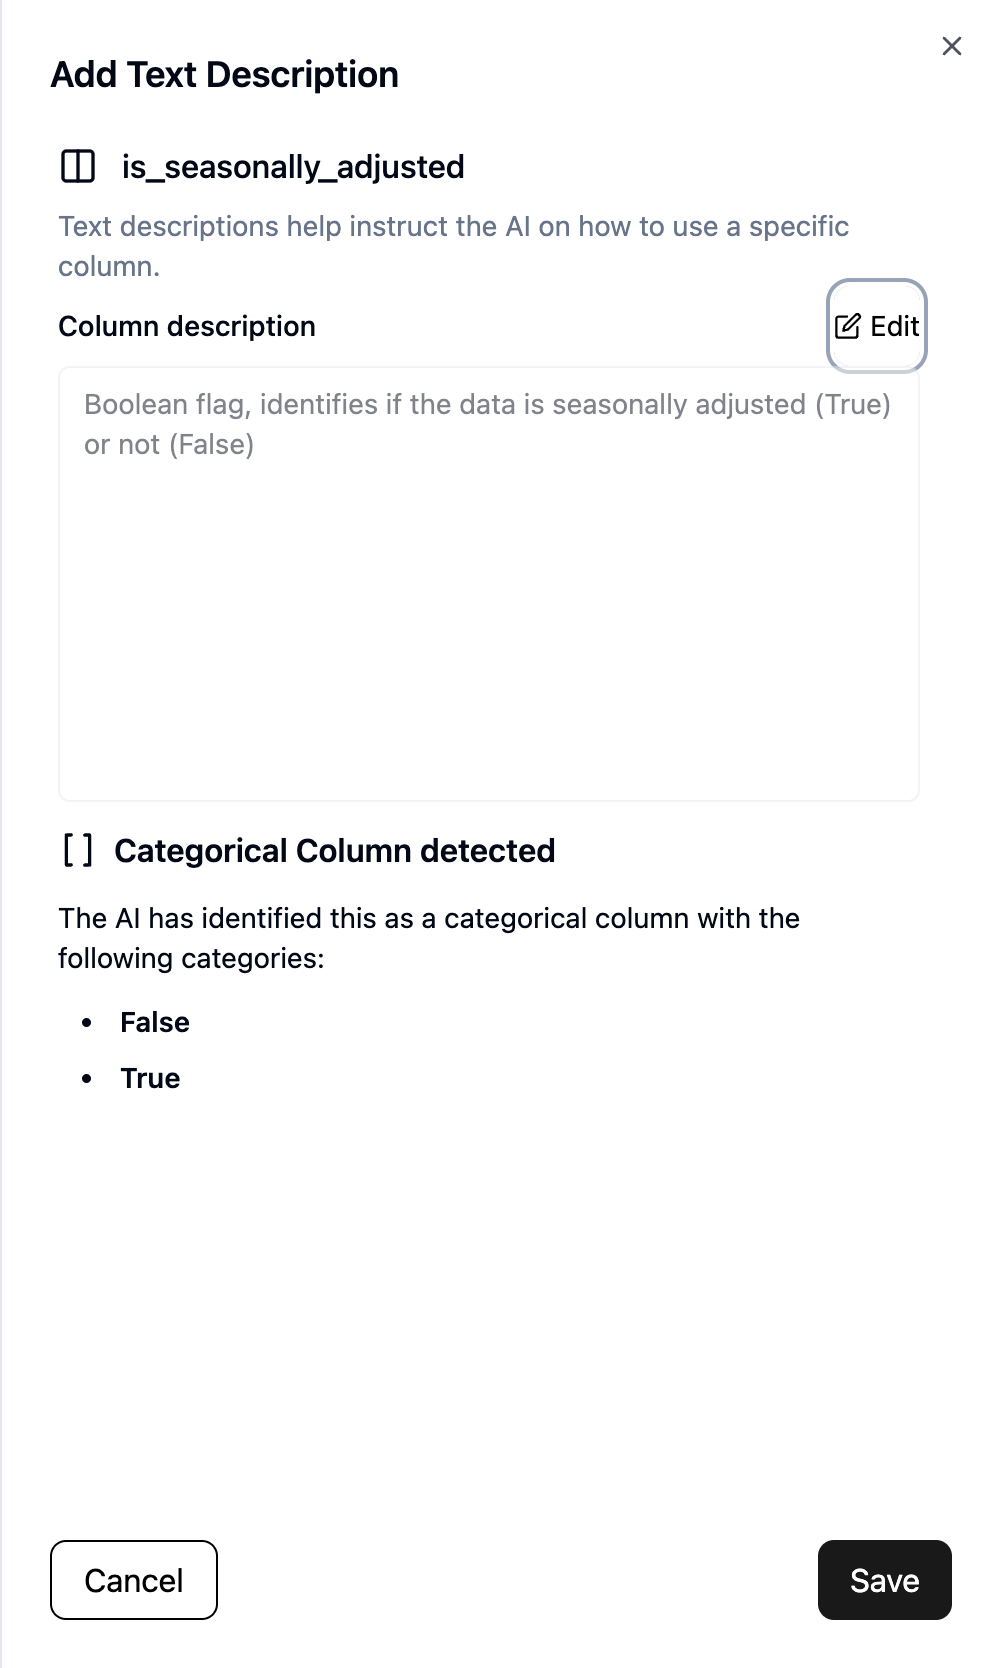 Add Text Description
is_seasonally_adjusted
Text descriptions help instruct the AI on how to use a specific
column.
Column description
Edit
Boolean flag, identifies if the data is seasonally adjusted (True)
or not (False)
[ ] Categorical Column detected
The AI has identified this as a categorical column with the
following categories:
• False
• True
Cancel
Save